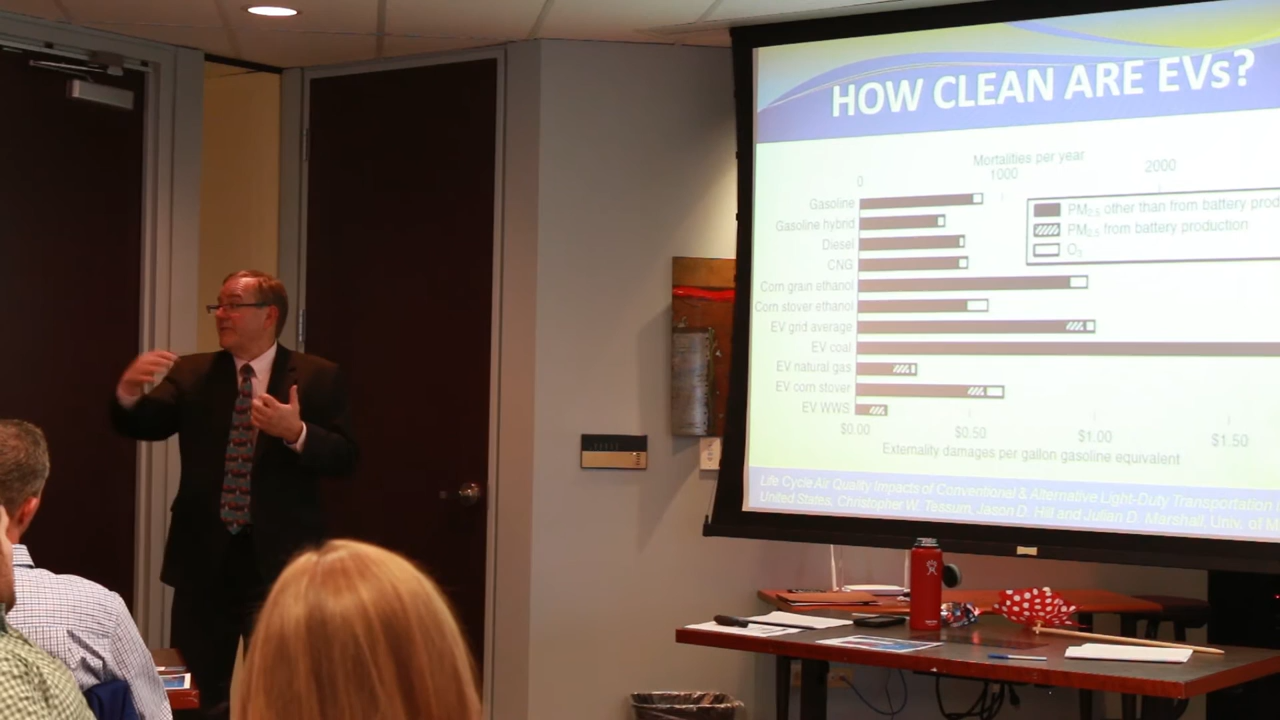 HOW CLEAN ARE EVs?
Mortalities per year
0 1000 2000
Gasoline
Gasoline hybrid
Diesel
CNG
Corn grain ethanol
Corn stover ethanol
EV grid average
EV coal
EV natural gas
EV corn stover
EV WWS
PM2.5 other than from battery prod
PM2.5 from battery production
O3
$0.00 $0.50 $1.00 $1.50
Externality damages per gallon gasoline equivalent
Life Cycle Air Quality Impacts of Conventional & Alternative Light-Duty Transportation
United States, Christopher W. Tessum, Jason D. Hill and Julian D. Marshall, Univ. of M